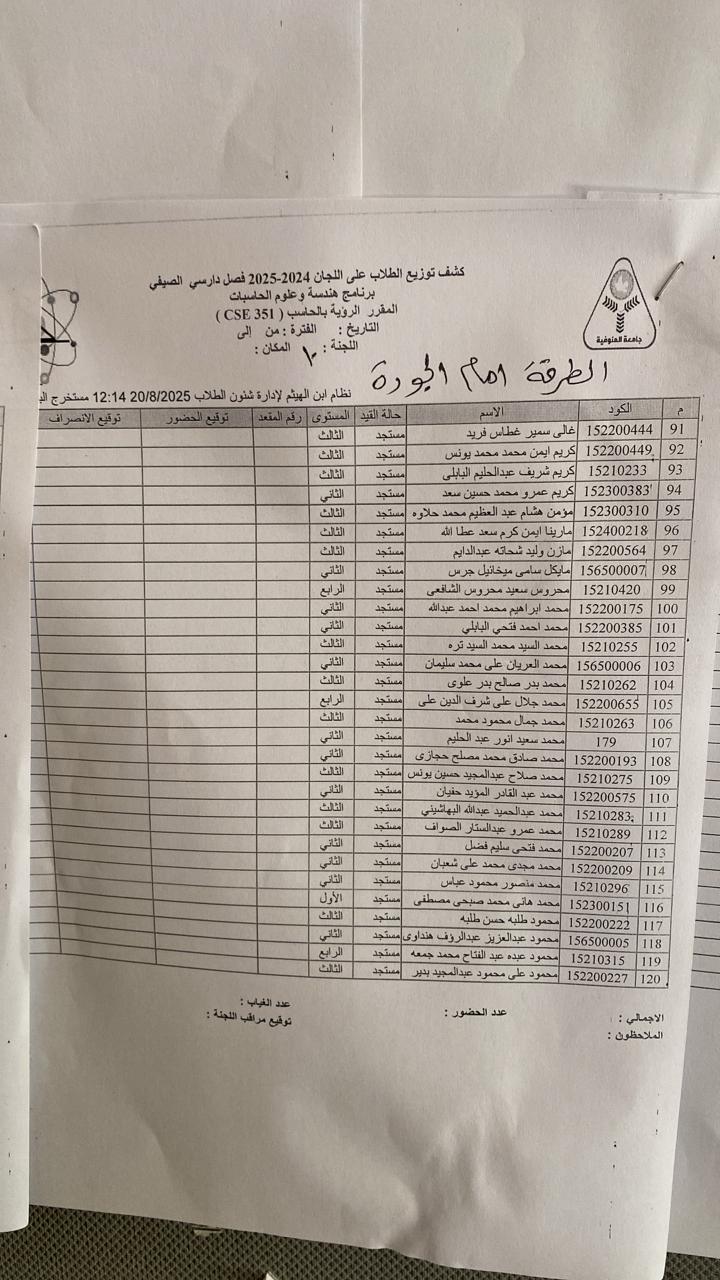 كشف توزيع الطلاب على اللجان 2024-2025 فصل دارسي الصيفي
برنامج هندسة وعلوم الحاسبات
المقرر الرؤية بالحاسب ( CSE 351 )
التاريخ : الفترة : من الى
اللجنة : ١٠ المكان :
جامعة المنوفية
الطرقة امام الجودة
نظام ابن الهيثم لإدارة شئون الطلاب 20/8/2025 12:14 مستخرج
م الكود الاسم حالة القيد المستوى رقم المقعد توقيع الحضور توقيع الانصراف
91 152200444 غالى سمير غطاس فريد مستجد الثالث
92 152200449 كريم ايمن محمد محمد يونس مستجد الثالث
93 15210233 كريم شريف عبدالحليم البابلى مستجد الثالث
94 152300383 كريم عمرو محمد حسين سعد مستجد الثاني
95 152300310 مؤمن هشام عبد العظيم محمد حلاوه مستجد الثالث
96 152400218 مارينا ايمن كرم سعد عطا الله مستجد الثالث
97 152200564 مازن وليد شحاته عبدالدايم مستجد الثالث
98 156500007 مايكل سامى ميخائيل جرس مستجد الثاني
99 15210420 محروس سعيد محروس الشافعى مستجد الرابع
100 152200175 محمد ابراهيم محمد احمد عبدالله مستجد الثاني
101 152200385 محمد احمد فتحي البابلي مستجد الثاني
102 15210255 محمد السيد محمد السيد تره مستجد الثالث
103 156500006 محمد العريان على محمد سليمان مستجد الثاني
104 15210262 محمد بدر صالح بدر علوى مستجد الثالث
105 152200655 محمد جلال على شرف الدين على مستجد الرابع
106 15210263 محمد جمال محمود محمد مستجد الثالث
107 179 محمد سعيد انور عبد الحليم مستجد الثاني
108 152200193 محمد صادق محمد مصلح حجازى مستجد الثاني
109 15210275 محمد صلاح عبدالمجيد حسين يونس مستجد الثالث
110 152200575 محمد عبد القادر المؤيد حفيان مستجد الثاني
111 15210283 محمد عبدالحميد عبدالله البهاشيني مستجد الثالث
112 15210289 محمد عمرو عبدالستار الصواف مستجد الثالث
113 152200207 محمد فتحى سليم فضل مستجد الثاني
114 152200209 محمد مجدى محمد على شعبان مستجد الثاني
115 15210296 محمد منصور محمود عباس مستجد الثاني
116 152300151 محمد هانى محمد صبحى مصطفى مستجد الأول
117 152200222 محمود طلبه حسن طلبه مستجد الثالث
118 156500005 محمود عبدالعزيز عبدالرؤف هنداوى مستجد الثاني
119 15210315 محمود عبده عبد الفتاح محمد جمعه مستجد الرابع
120 152200227 محمود على محمود عبدالمجيد بدير مستجد الثالث
الاجمالي : عدد الحضور : عدد الغياب :
الملاحظون : توقيع مراقب اللجنة :